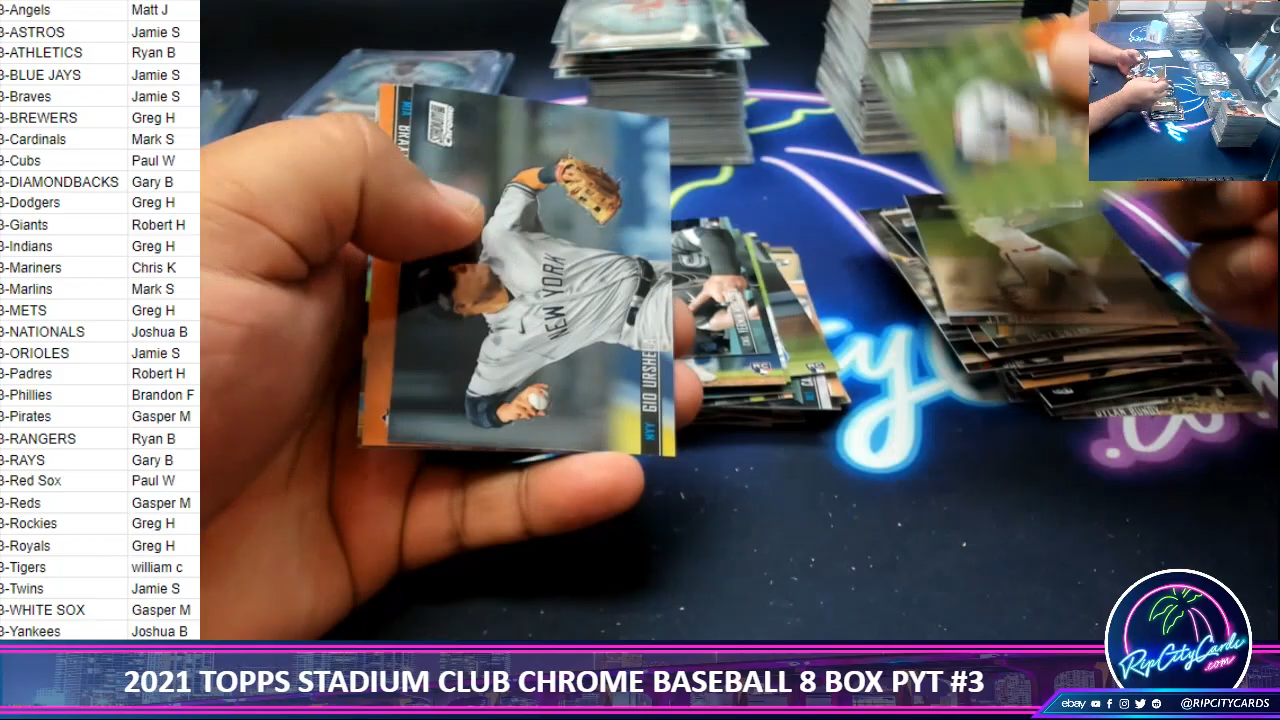 3-Angels Matt J
3-ASTROS Jamie S
3-ATHLETICS Ryan B
3-BLUE JAYS Jamie S
3-Braves Jamie S
3-BREWERS Greg H
3-Cardinals Mark S
3-Cubs Paul W
3-DIAMONDBACKS Gary B
3-Dodgers Greg H
3-Giants Robert H
3-Indians Greg H
3-Mariners Chris K
3-Marlins Mark S
3-METS Greg H
3-NATIONALS Joshua B
3-ORIOLES Jamie S
3-Padres Robert H
3-Phillies Brandon F
3-Pirates Gasper M
3-RANGERS Ryan B
3-RAYS Gary B
3-Red Sox Paul W
3-Reds Gasper M
3-Rockies Greg H
3-Royals Greg H
3-Tigers william c
3-Twins Jamie S
3-WHITE SOX Gasper M
3-Yankees Joshua B
NEW YORK
NYY GIO URSHELA
DYLAN BUNDY
2021 TOPPS STADIUM CLUB CHROME BASEBALL 8 BOX PYT #3
RipCityCards
.com
ebay @RIPCITYCARDS